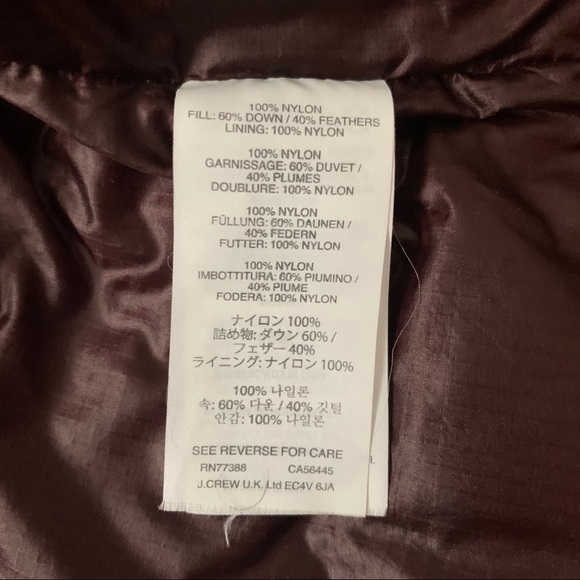 100% NYLON
FILL: 60% DOWN / 40% FEATHERS
LINING: 100% NYLON
100% NYLON
GARNISSAGE: 60% DUVET /
40% PLUMES
DOUBLURE: 100% NYLON
100% NYLON
FÜLLUNG: 60% DAUNEN /
40% FEDERN
FUTTER: 100% NYLON
100% NYLON
IMBOTTITURA: 60% PIUMINO /
40% PIUME
FODERA: 100% NYLON
ナイロン 100%
詰め物: ダウン 60% /
フェザー 40%
ライニング: ナイロン 100%
100% 나일론
속: 60% 다운 / 40% 깃털
안감: 100% 나일론
SEE REVERSE FOR CARE
RN77388 CA56445
J.CREW U.K. Ltd EC4V 6JA